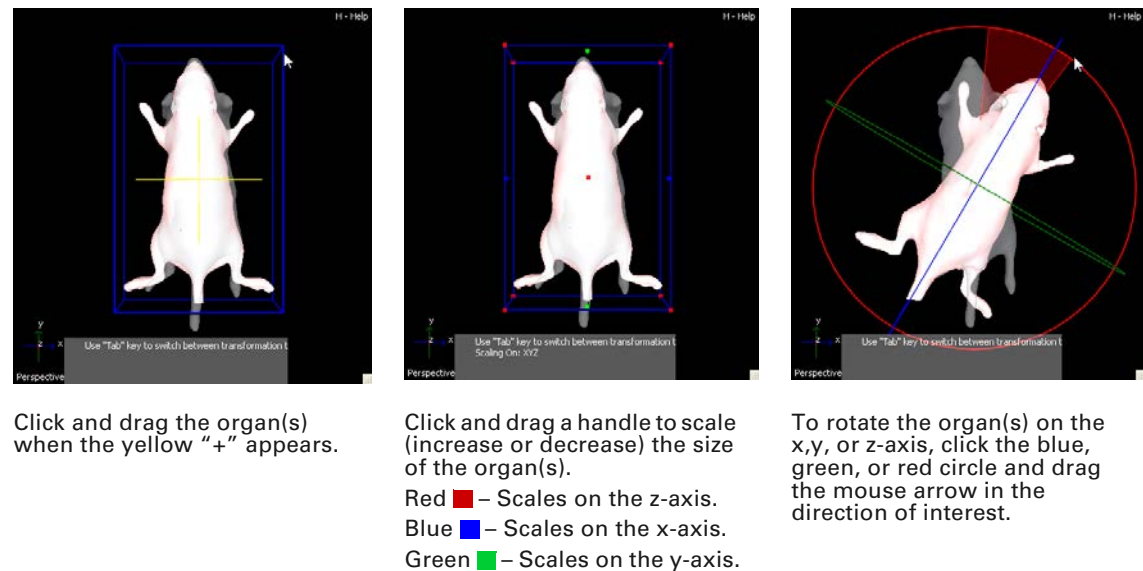 H - Help
y
z x
Use "Tab" key to switch between transformation t
Perspective
Click and drag the organ(s)
when the yellow “+” appears.
H - Help
y
z x
Use "Tab" key to switch between transformation t
Scaling On: XYZ
Perspective
Click and drag a handle to scale
(increase or decrease) the size
of the organ(s).
Red – Scales on the z-axis.
Blue – Scales on the x-axis.
Green – Scales on the y-axis.
H - Help
y
z x
Use "Tab" key to switch between transformation t
Perspective
To rotate the organ(s) on the
x,y, or z-axis, click the blue,
green, or red circle and drag
the mouse arrow in the
direction of interest.